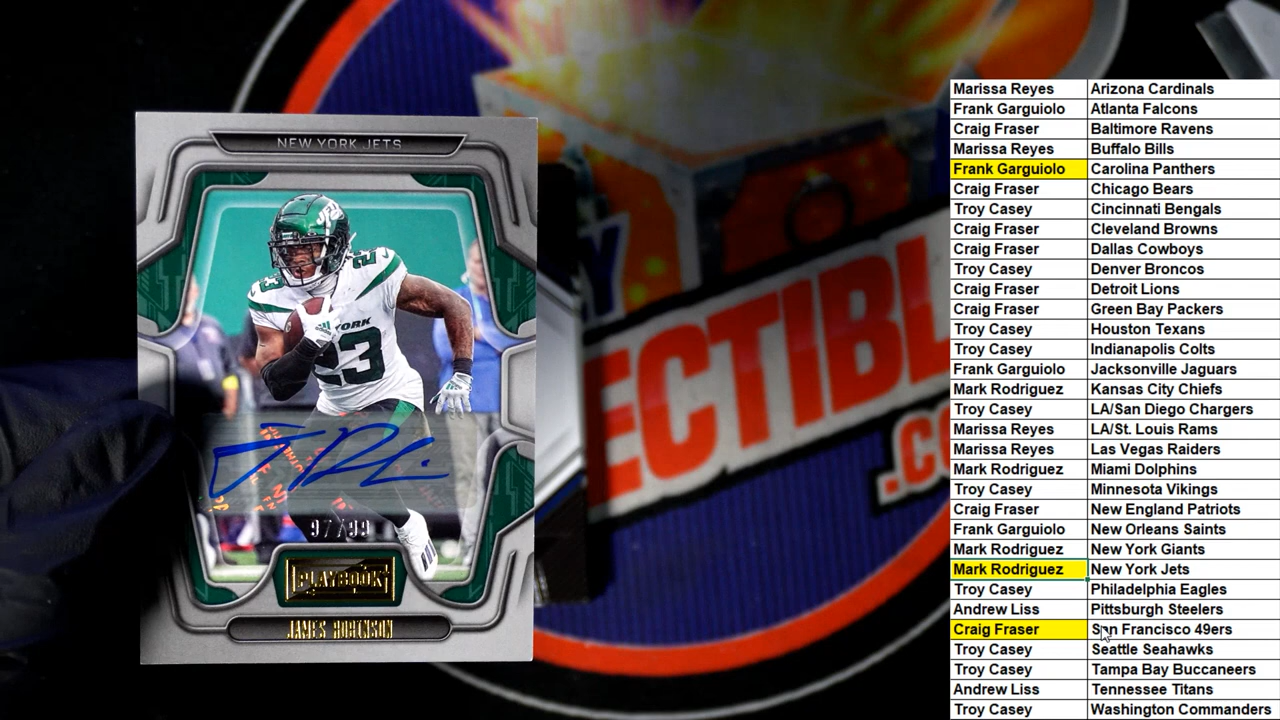 NEW YORK JETS
JETS
23
YORK
23
97/99
PLAYBOOK
JAMES ROBINSON
ECTIBL
.CO
Marissa Reyes Arizona Cardinals
Frank Garguiolo Atlanta Falcons
Craig Fraser Baltimore Ravens
Marissa Reyes Buffalo Bills
Frank Garguiolo Carolina Panthers
Craig Fraser Chicago Bears
Troy Casey Cincinnati Bengals
Craig Fraser Cleveland Browns
Craig Fraser Dallas Cowboys
Troy Casey Denver Broncos
Craig Fraser Detroit Lions
Craig Fraser Green Bay Packers
Troy Casey Houston Texans
Troy Casey Indianapolis Colts
Frank Garguiolo Jacksonville Jaguars
Mark Rodriguez Kansas City Chiefs
Troy Casey LA/San Diego Chargers
Marissa Reyes LA/St. Louis Rams
Marissa Reyes Las Vegas Raiders
Mark Rodriguez Miami Dolphins
Troy Casey Minnesota Vikings
Craig Fraser New England Patriots
Frank Garguiolo New Orleans Saints
Mark Rodriguez New York Giants
Mark Rodriguez New York Jets
Troy Casey Philadelphia Eagles
Andrew Liss Pittsburgh Steelers
Craig Fraser San Francisco 49ers
Troy Casey Seattle Seahawks
Troy Casey Tampa Bay Buccaneers
Andrew Liss Tennessee Titans
Troy Casey Washington Commanders